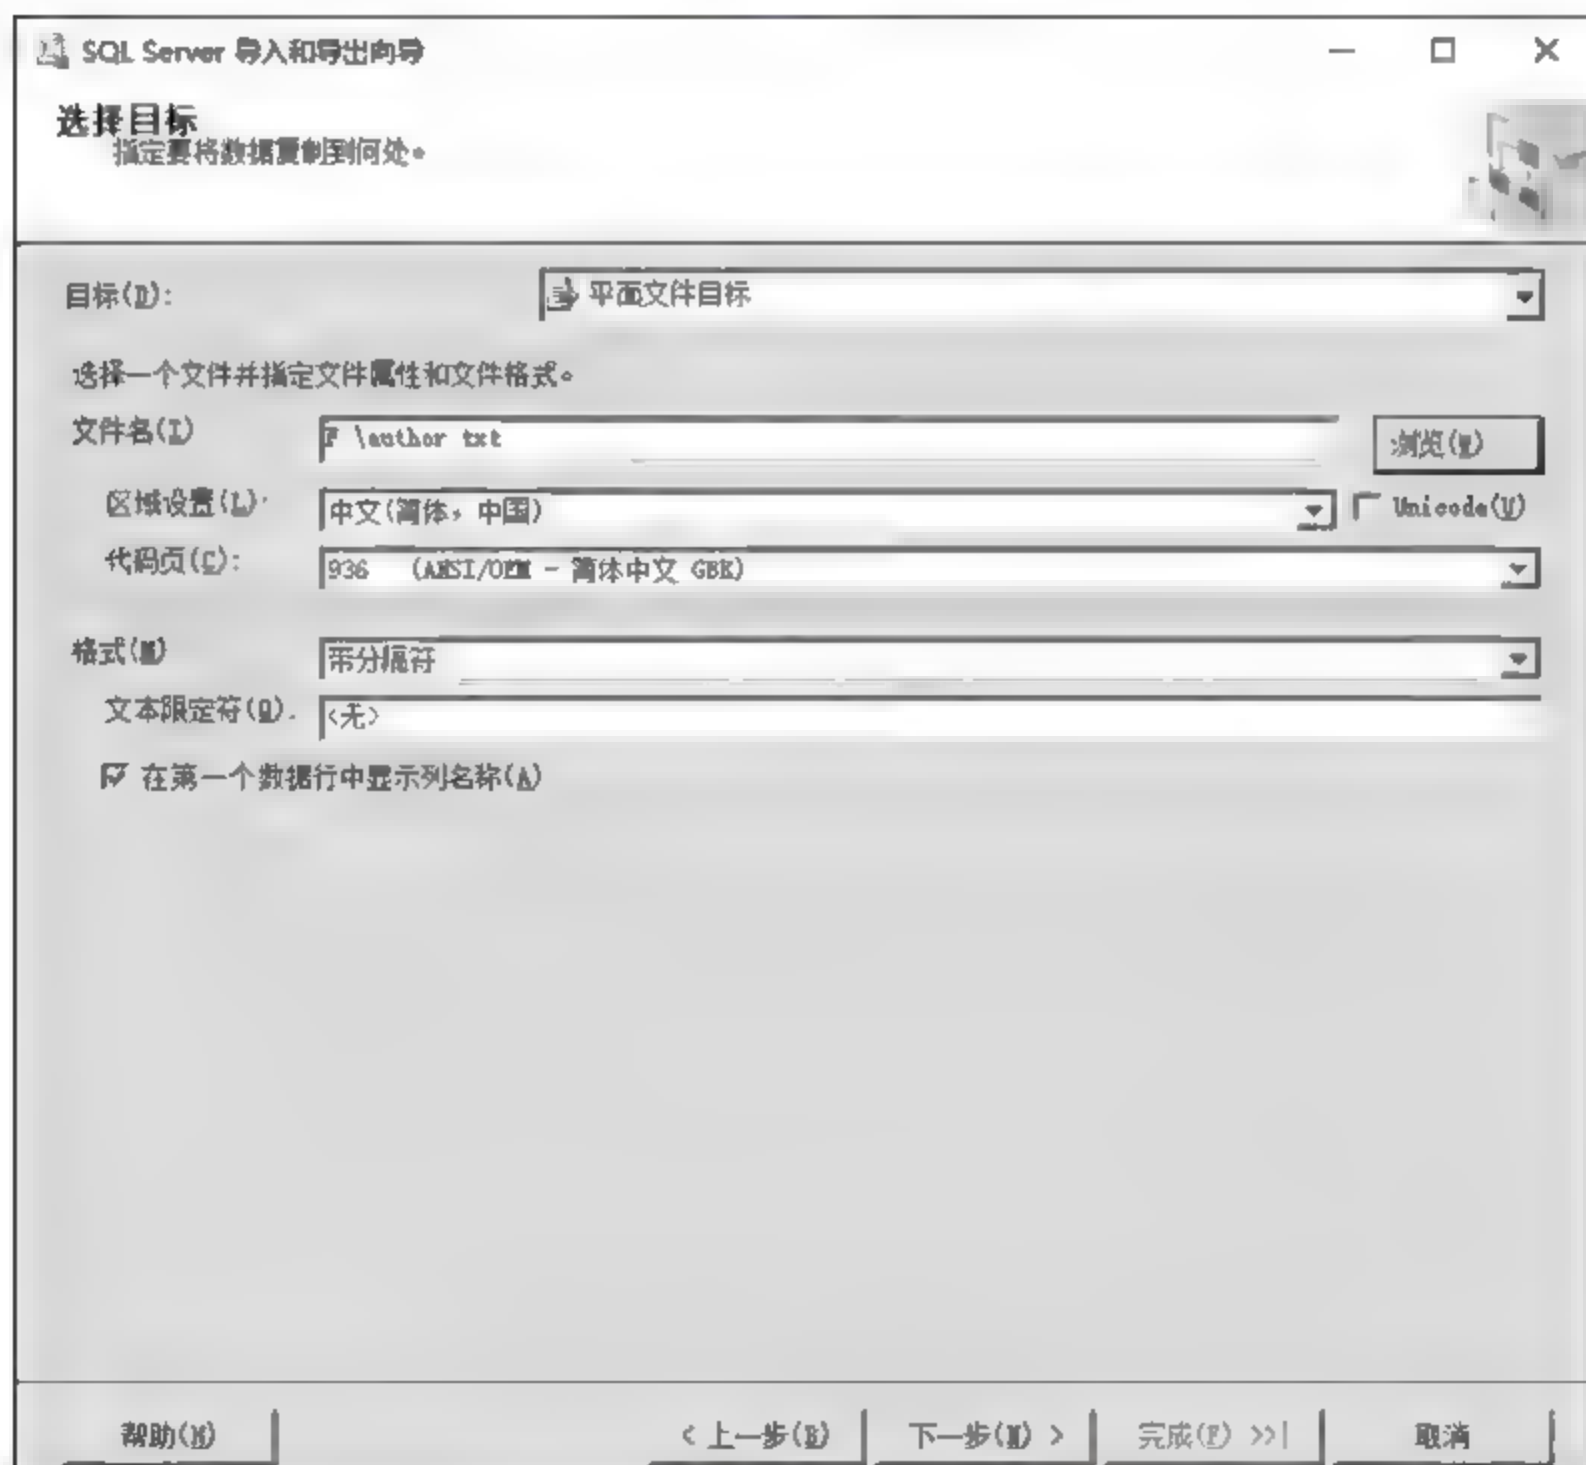 SQL Server 导入和导出向导
选择目标
指定要将数据复制到何处。
目标(D):
平面文件目标
选择一个文件并指定文件属性和文件格式。
文件名(I)
F \author txt
浏览(W)
区域设置(L):
中文(简体，中国)
Unicode(U)
代码页(C):
936 (ANSI/OEM - 简体中文 GBK)
格式(M)
带分隔符
文本限定符(Q).
<无>
在第一个数据行中显示列名称(A)
帮助(H)
< 上一步(B)
下一步(N) >
完成(F) >>|
取消